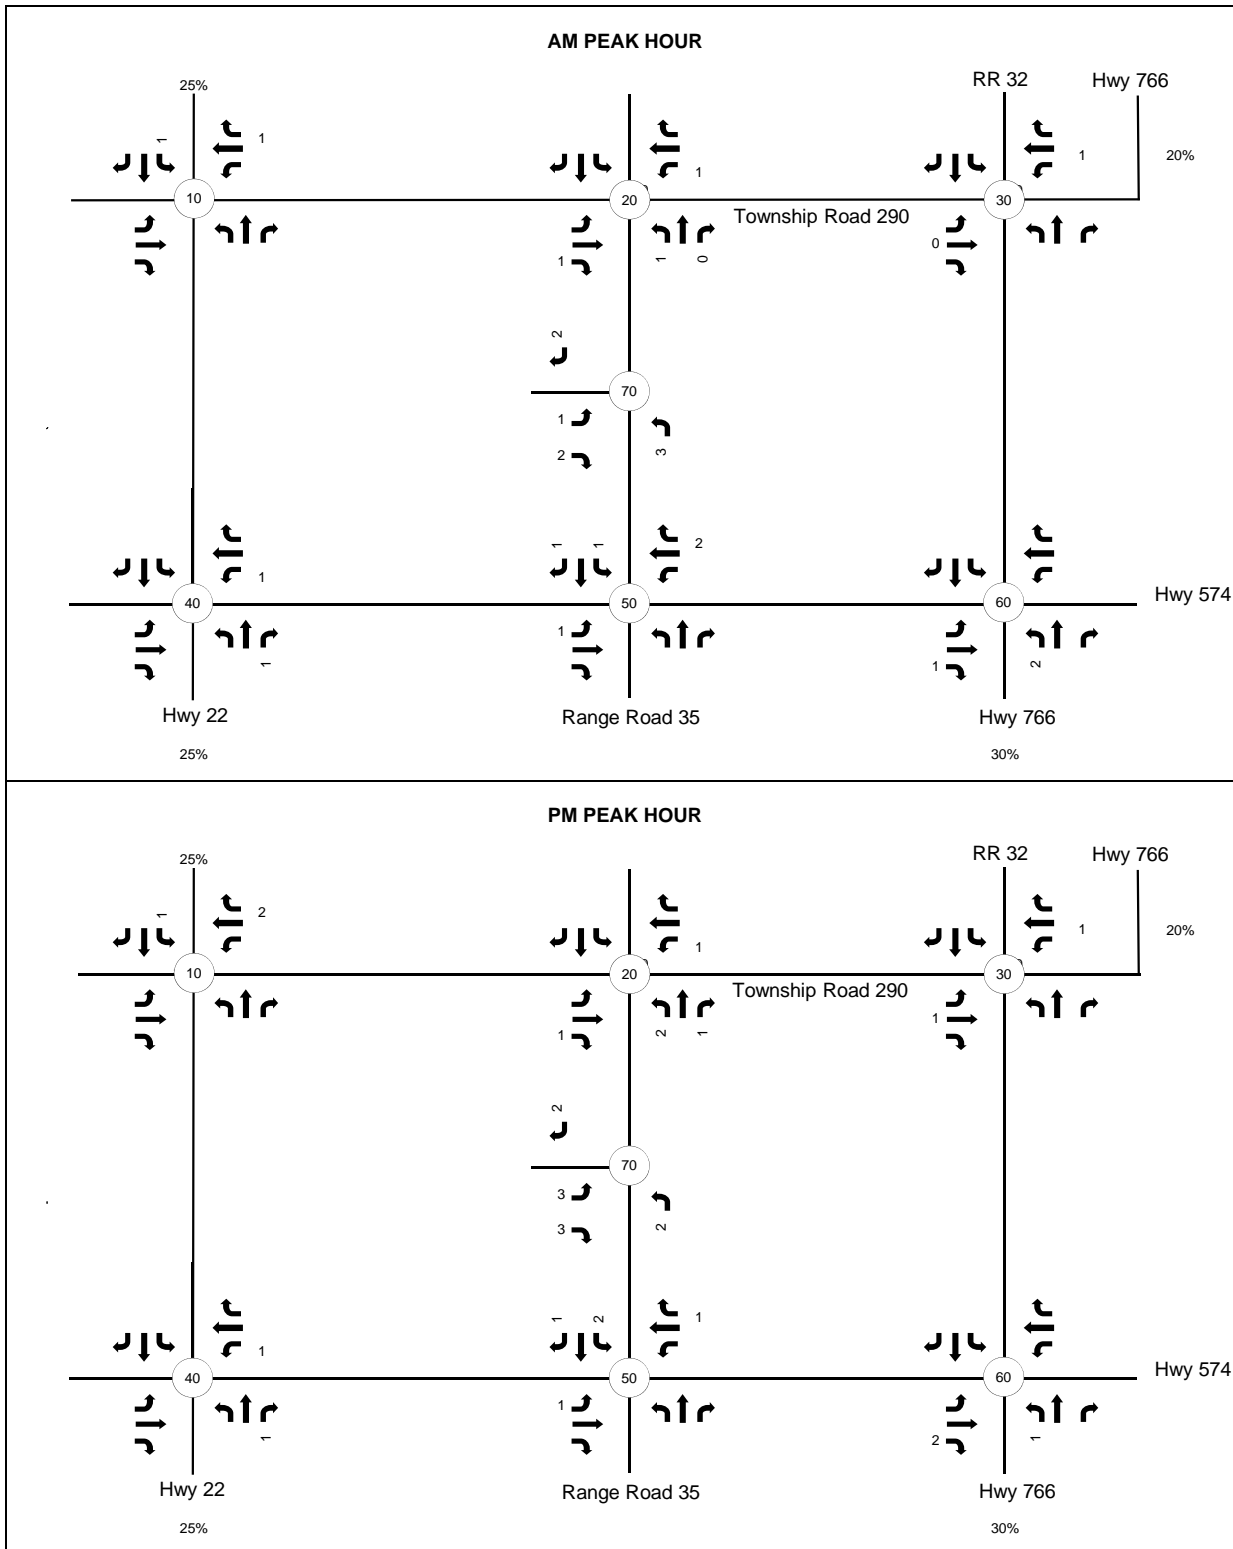 AM PEAK HOUR
25% RR 32 Hwy 766
1 1 1 1 20%
10 20 30
Township Road 290
1 1 0 0
2
70
1
2 3
1 1 2
1
40 50 60 Hwy 574
1
1 1 2
Hwy 22 Range Road 35 Hwy 766
25% 30%
PM PEAK HOUR
25% RR 32 Hwy 766
1 2 1 1 20%
10 20 30
Township Road 290
1 2 1 1
2
70
3
3 2
1 2 1
1
40 50 60 Hwy 574
1
1 2 1
Hwy 22 Range Road 35 Hwy 766
25% 30%